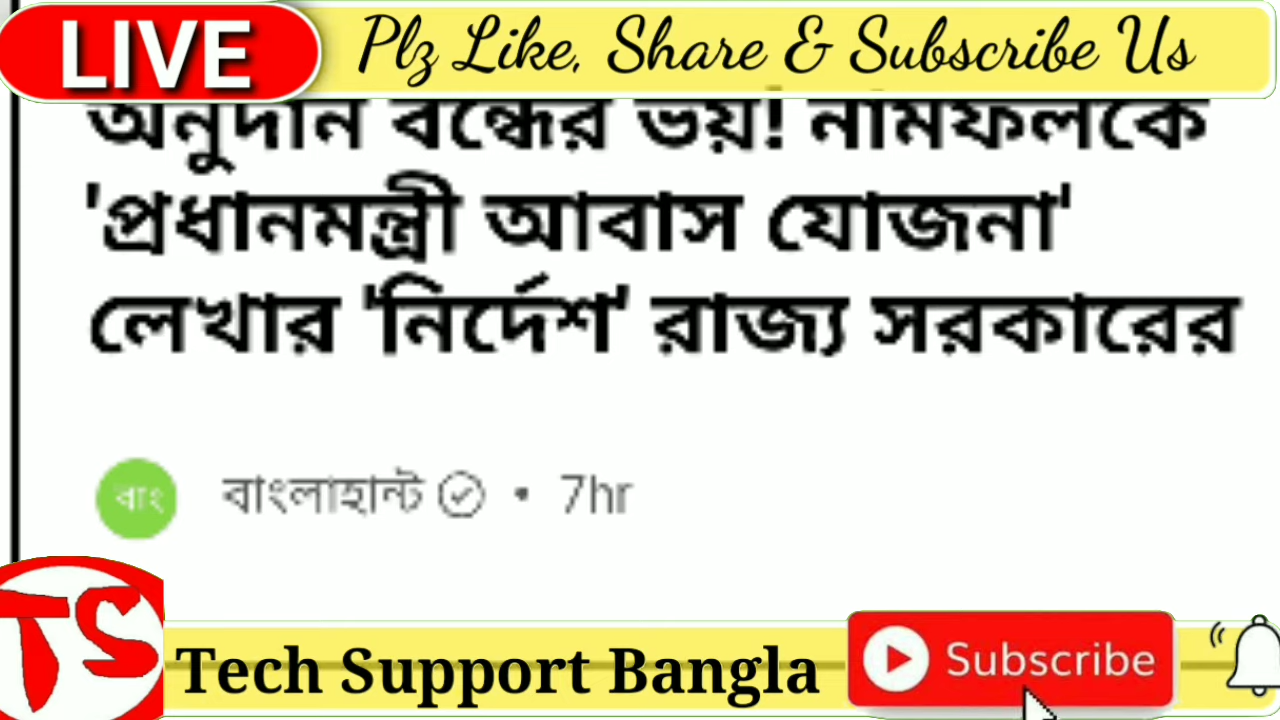 LIVE
Plz Like, Share & Subscribe Us
অনুদান বন্ধের ভয়! নামফলকে
'প্রধানমন্ত্রী আবাস যোজনা'
লেখার 'নির্দেশ' রাজ্য সরকারের
বাং
বাংলাহান্ট • 7hr
TS
Tech Support Bangla
Subscribe